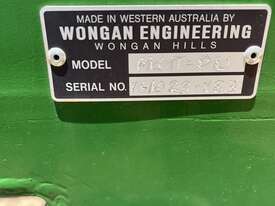 MADE IN WESTERN AUSTRALIA BY
WONGAN ENGINEERING
WONGAN HILLS
MODEL
SERIAL NO.